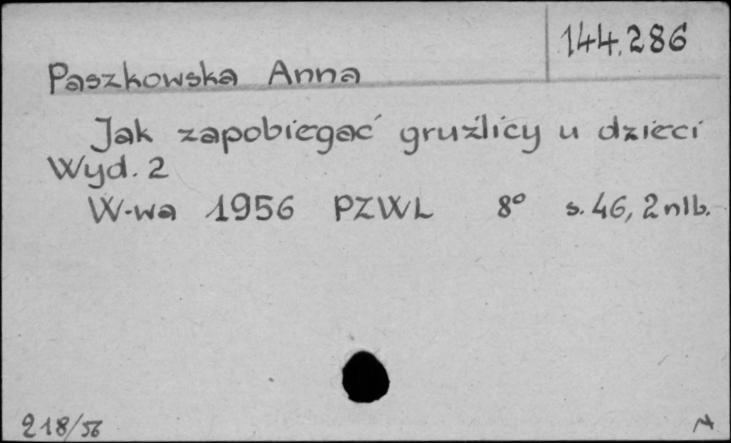 144.286
Paszkowska Anna
Jak zapobiegać gruźlicy u dzieci
Wyd. 2
W-wa 1956 PZWL 8° s. 46, 2 nlb.
218/56